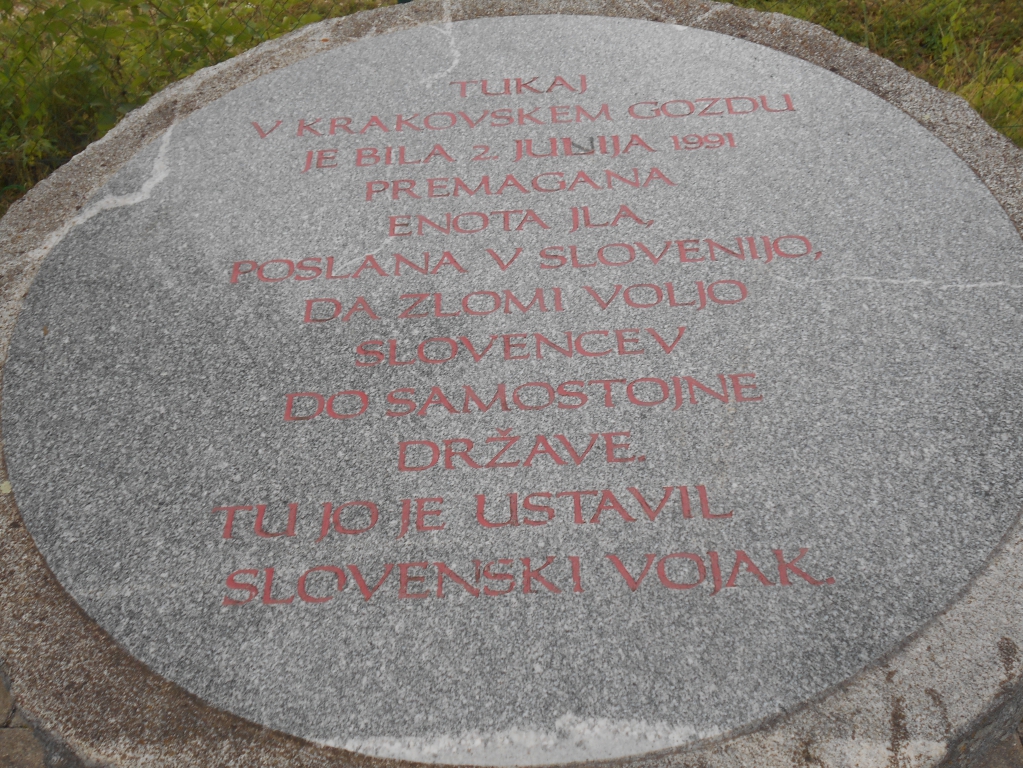 TUKAJ
V KRAKOVSKEM GOZDU
JE BILA 2. JULIJA 1991
PREMAGANA
ENOTA JLA,
POSLANA V SLOVENIJO,
DA ZLOMI VOLJO
SLOVENCEV
DO SAMOSTOJNE
DRŽAVE.
TU JO JE USTAVIL
SLOVENSKI VOJAK.